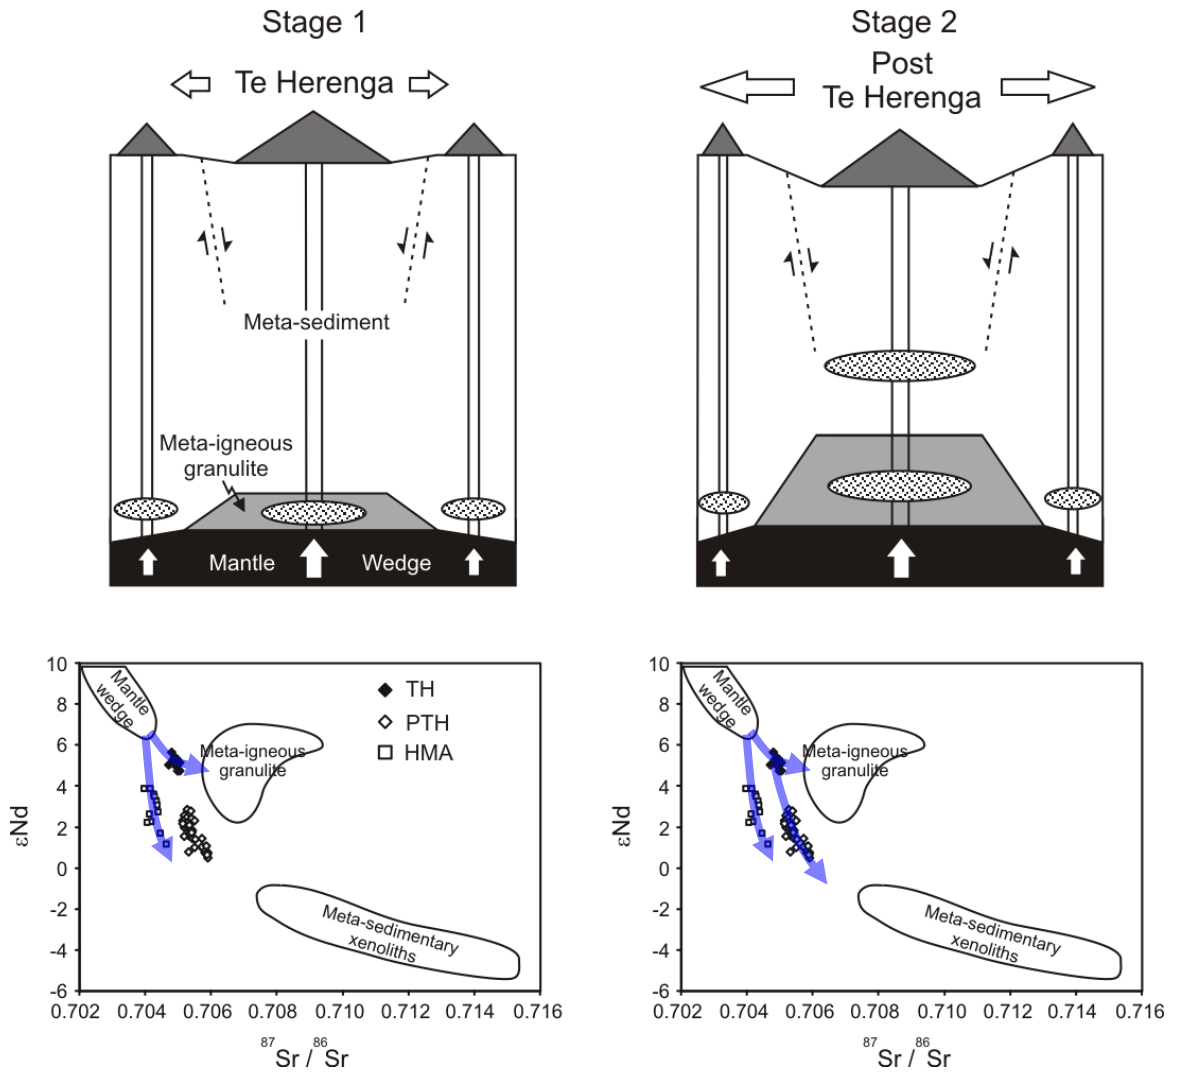 Stage 1
Te Herenga
Meta-sediment
Meta-igneous
granulite
Mantle
Wedge
Stage 2
Post
Te Herenga
10
8
6
4
2
0
-2
-4
-6
εNd
0.702
0.704
0.706
0.708
0.710
0.712
0.714
0.716
87Sr / 86Sr
Mantle
wedge
TH
PTH
HMA
Meta-igneous
granulite
Meta-sedimentary
xenoliths
10
8
6
4
2
0
-2
-4
-6
εNd
0.702
0.704
0.706
0.708
0.710
0.712
0.714
0.716
87Sr / 86Sr
Mantle
wedge
Meta-igneous
granulite
Meta-sedimentary
xenoliths